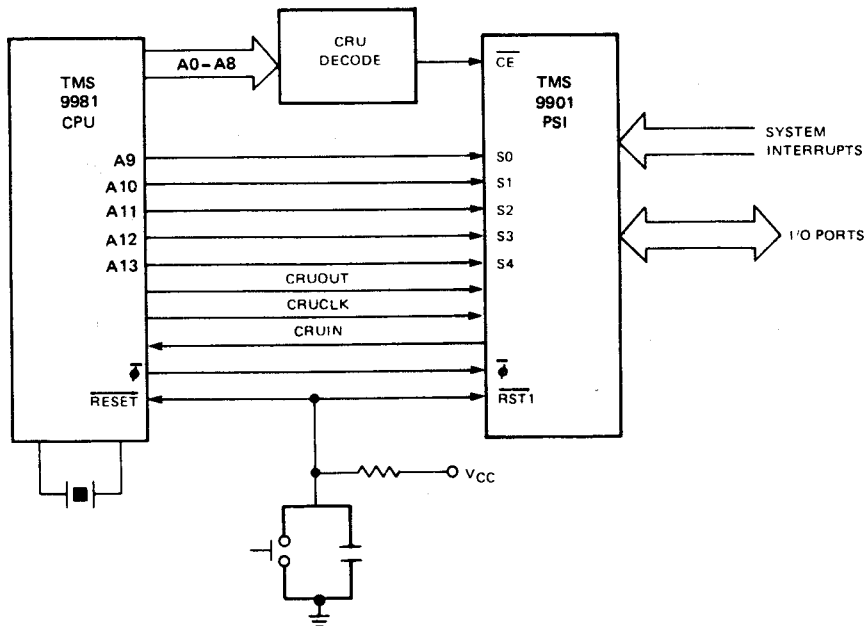 CRU
DECODE
A0-A8
TMS
9981
CPU
CE
TMS
9901
PSI
SYSTEM
INTERRUPTS
A9
S0
A10
S1
A11
S2
A12
S3
I/O PORTS
A13
S4
CRUOUT
CRUCLK
CRUIN
ϕ
ϕ
RESET
RST1
VCC